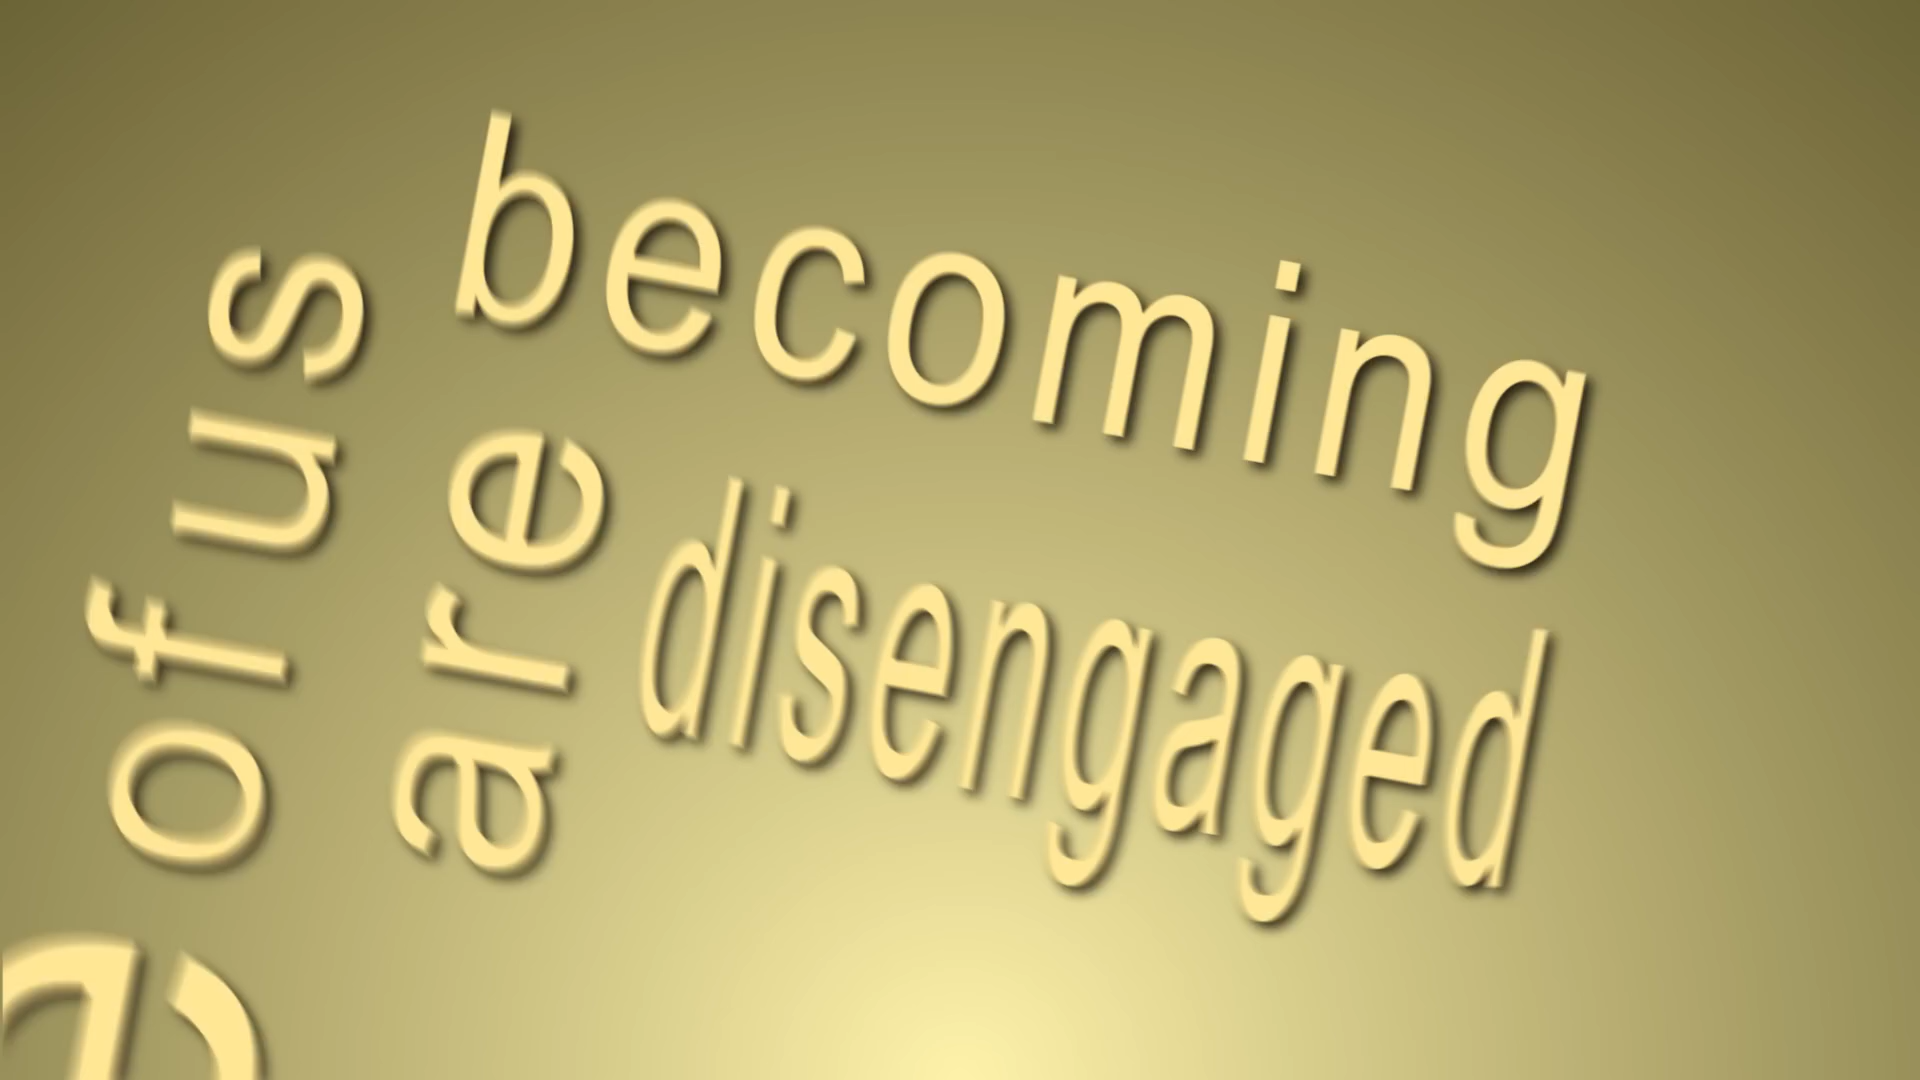 of us
are
becoming
disengaged